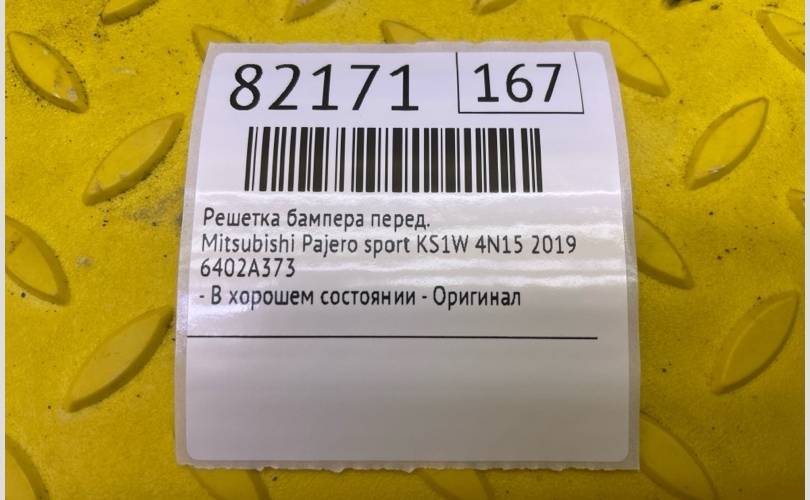 82171 167
Решетка бампера перед.
Mitsubishi Pajero sport KS1W 4N15 2019
6402A373
- В хорошем состоянии - Оригинал